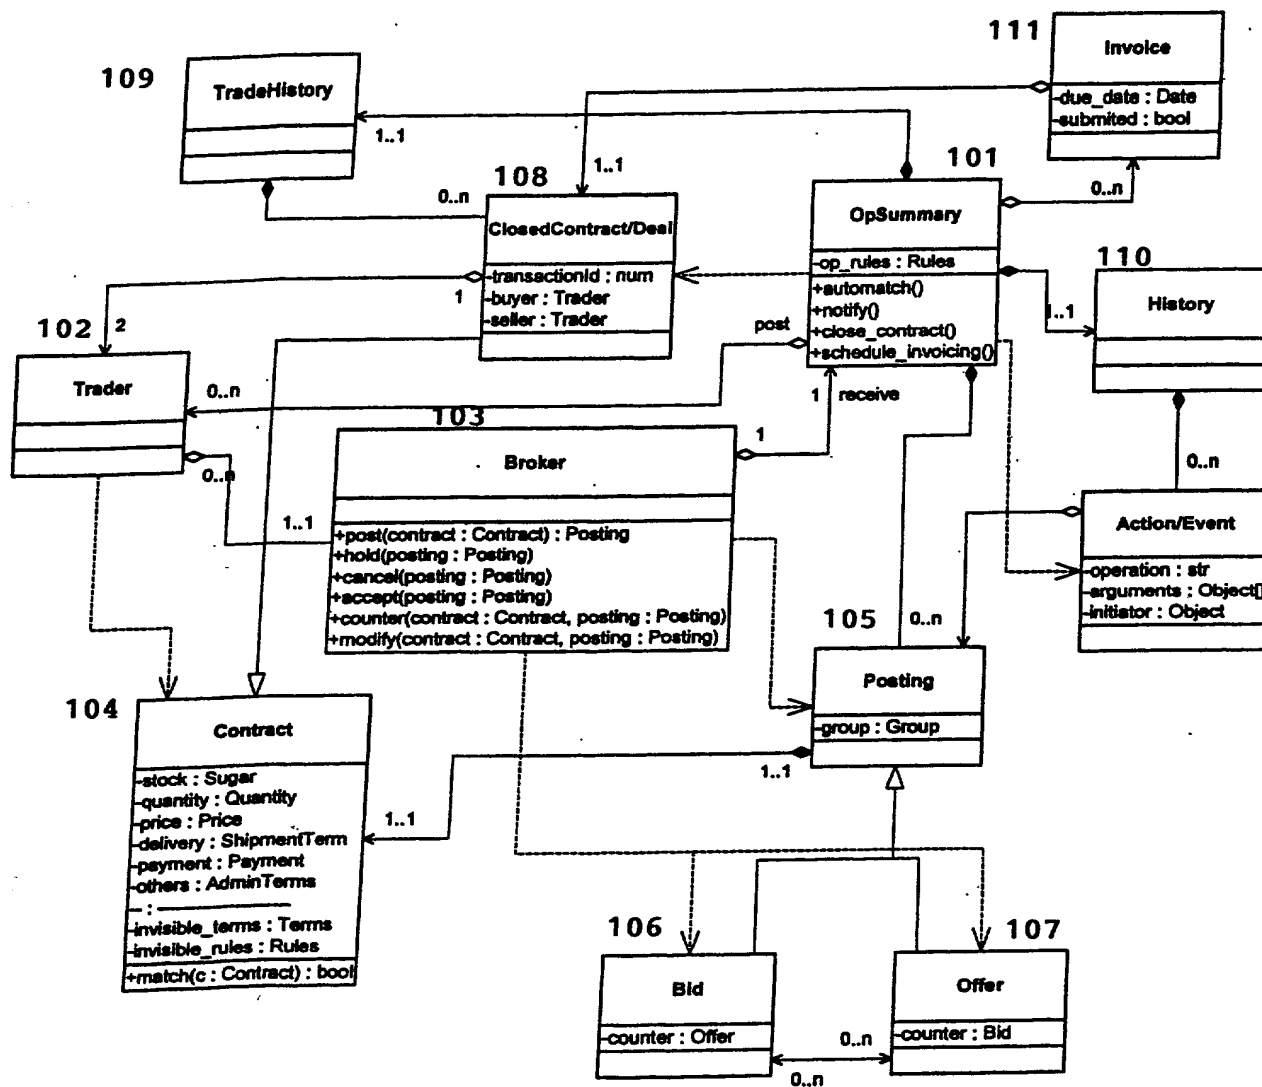 111
Invoice
-due_date : Date
-submited : bool
109
TradeHistory
1..1
0..n
1..1
0..n
101
OpSummary
-op_rules : Rules
+automatch()
+notify()
+close_contract()
+schedule_invoicing()
108
ClosedContract/Deal
-transactionId : num
-buyer : Trader
-seller : Trader
1
2
post
110
History
1..1
0..n
102
Trader
0..n
0..n
1..1
1 receive
1
103
Broker
+post(contract : Contract) : Posting
+hold(posting : Posting)
+cancel(posting : Posting)
+accept(posting : Posting)
+counter(contract : Contract, posting : Posting)
+modify(contract : Contract, posting : Posting)
Action/Event
-operation : str
-arguments : Object[]
-initiator : Object
105
0..n
Posting
-group : Group
1..1
1..1
104
Contract
-stock : Sugar
-quantity : Quantity
-price : Price
-delivery : ShipmentTerm
-payment : Payment
-others : AdminTerms
- : ————————
-invisible_terms : Terms
-invisible_rules : Rules
+match(c : Contract) : bool
106
Bid
-counter : Offer
107
Offer
-counter : Bid
0..n
0..n